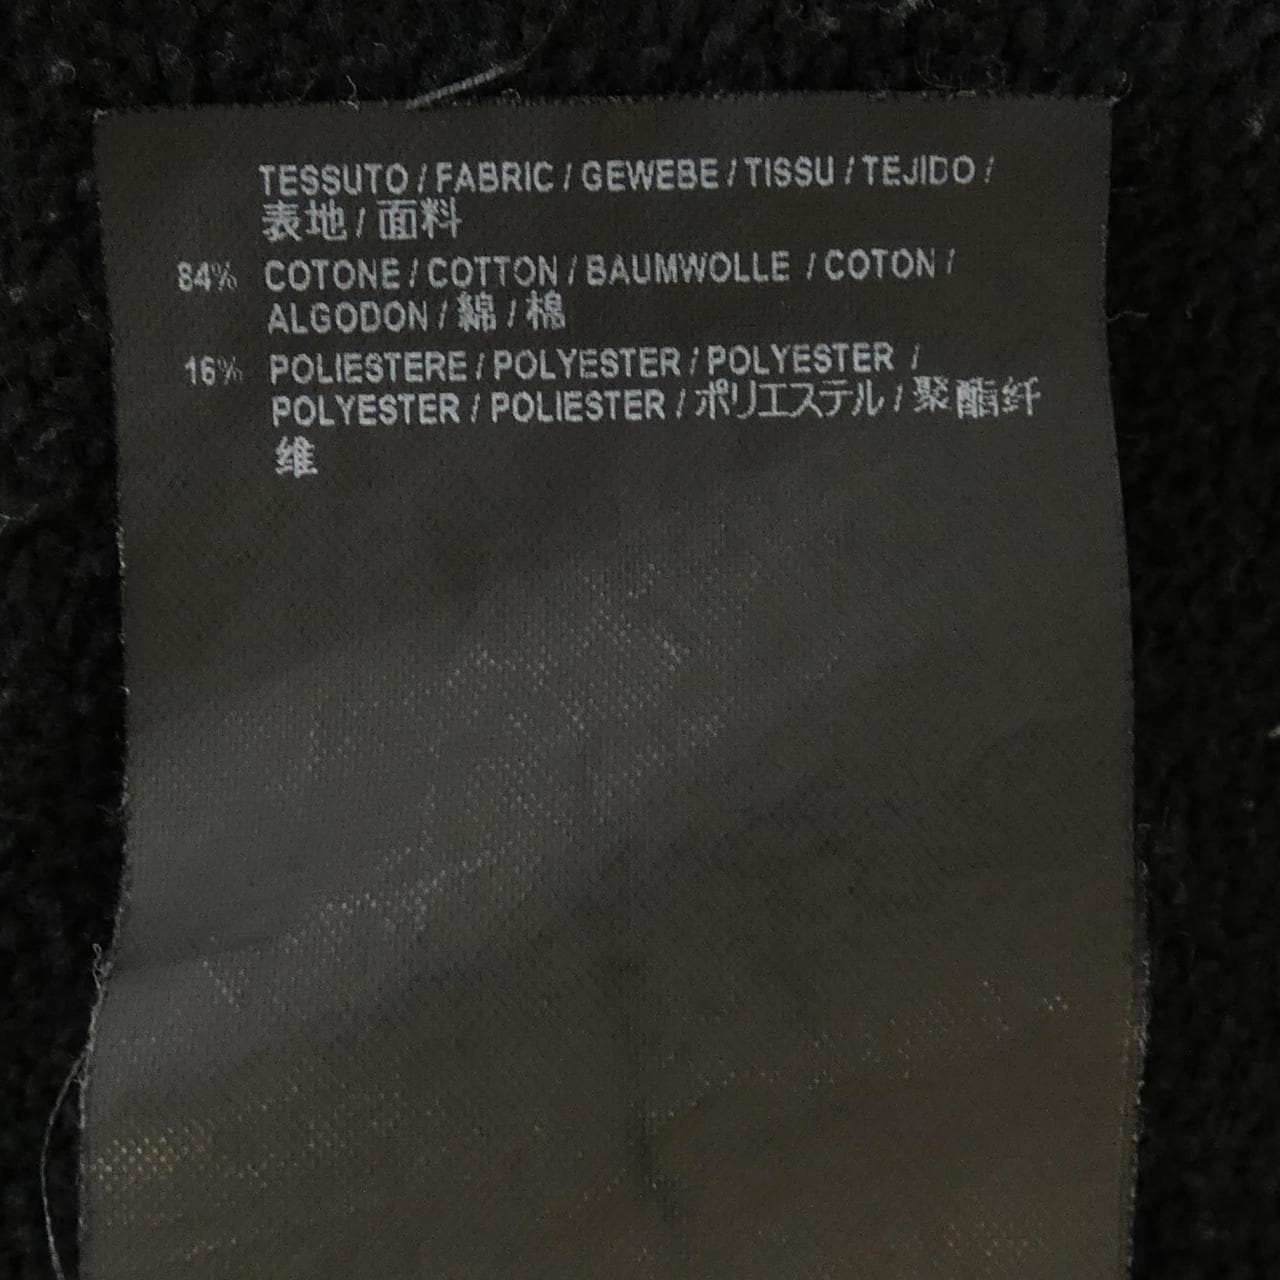 TESSUTO / FABRIC / GEWEBE / TISSU / TEJIDO /
表地 / 面料
84% COTONE / COTTON / BAUMWOLLE / COTON /
ALGODON / 綿 / 棉
16% POLIESTERE / POLYESTER / POLYESTER /
POLYESTER / POLIESTER / ポリエステル / 聚酯纤
维